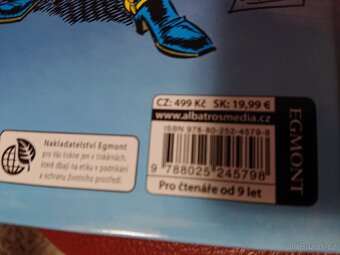 CZ: 499 Kč SK: 19,99 €
www.albatrosmedia.cz
ISBN 978-80-252-4579-8
9 788025 245798
Pro čtenáře od 9 let
EGMONT
Nakladatelství Egmont
pro Vás tiskne jen v tiskárnách,
které dbají na etiku v podnikání
a ochranu životního prostředí.